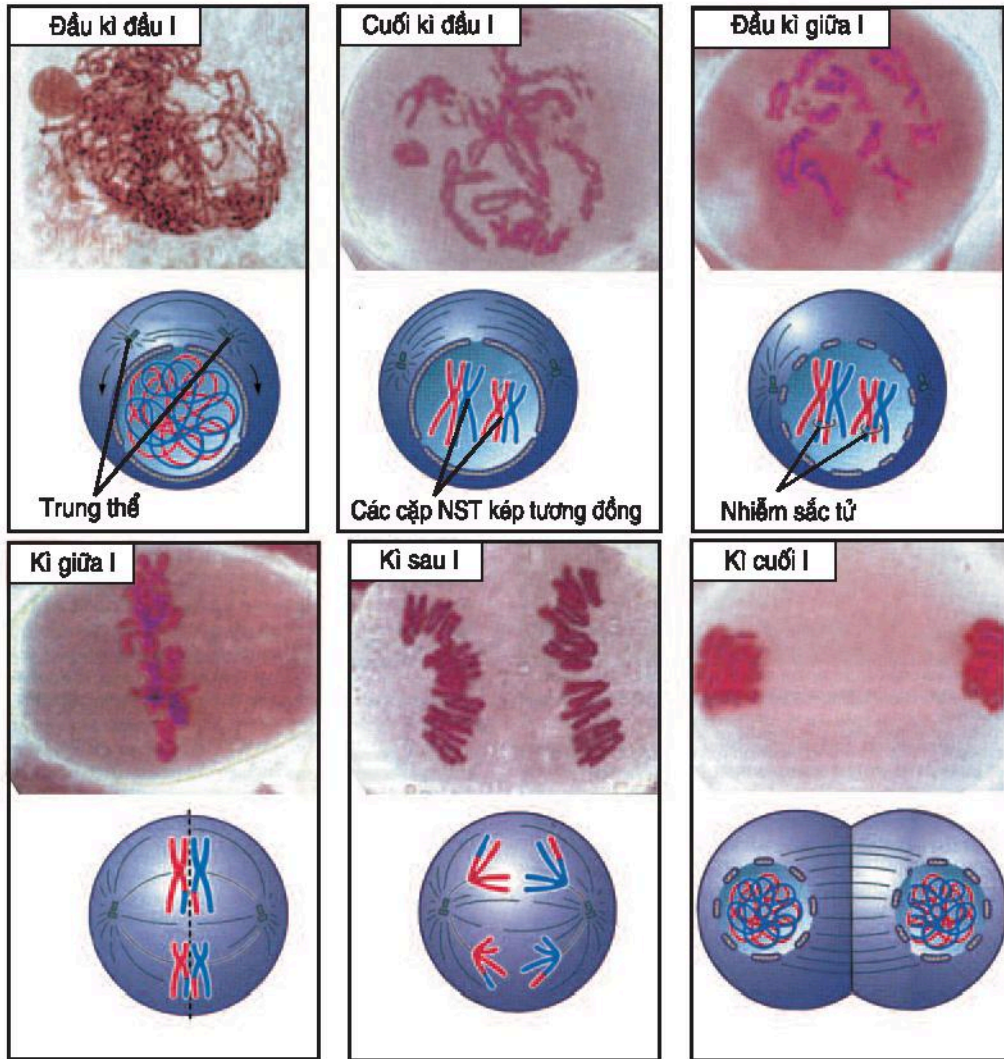 Đầu kì đầu I
Cuối kì đầu I
Đầu kì giữa I
Trung thể
Các cặp NST kép tương đồng
Nhiễm sắc tử
Kì giữa I
Kì sau I
Kì cuối I